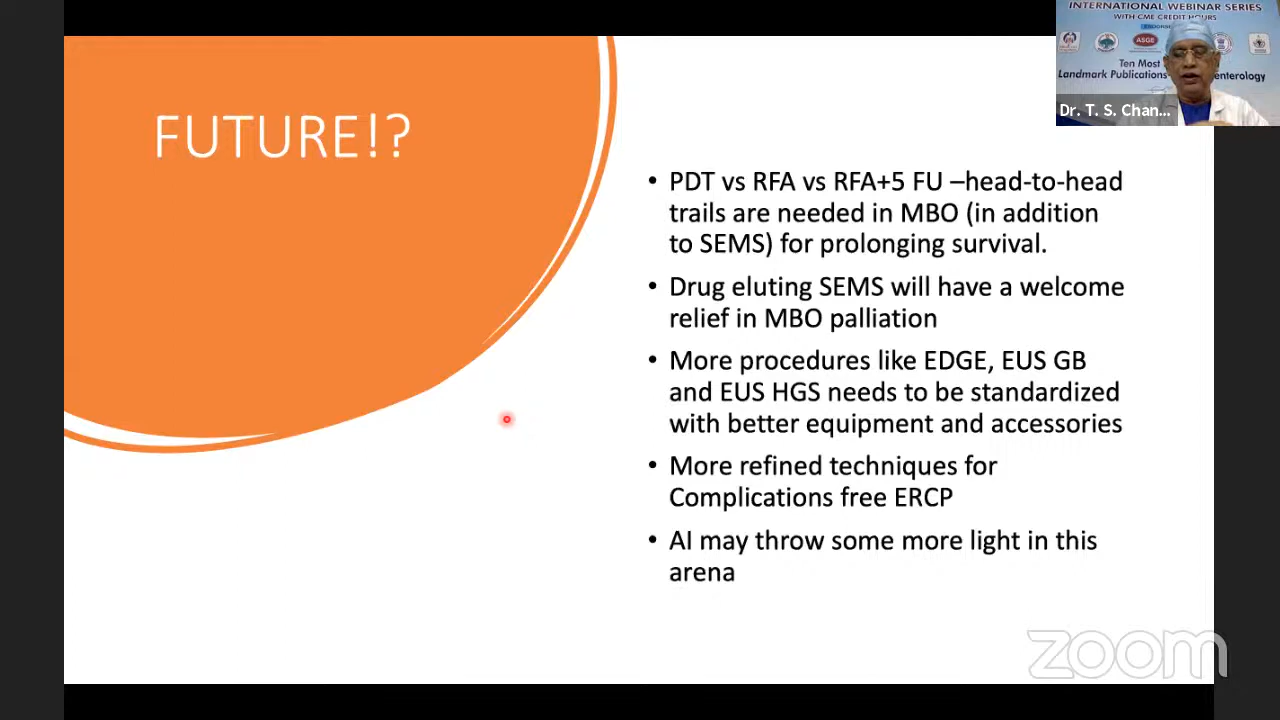 INTERNATIONAL WEBINAR SERIES
WITH CME CREDIT HOURS
ASGE
Ten Most
Landmark Publications enterology
Dr. T. S. Chan...
FUTURE!?
• PDT vs RFA vs RFA+5 FU –head-to-head
trails are needed in MBO (in addition
to SEMS) for prolonging survival.
• Drug eluting SEMS will have a welcome
relief in MBO palliation
• More procedures like EDGE, EUS GB
and EUS HGS needs to be standardized
with better equipment and accessories
• More refined techniques for
Complications free ERCP
• AI may throw some more light in this
arena
zoom